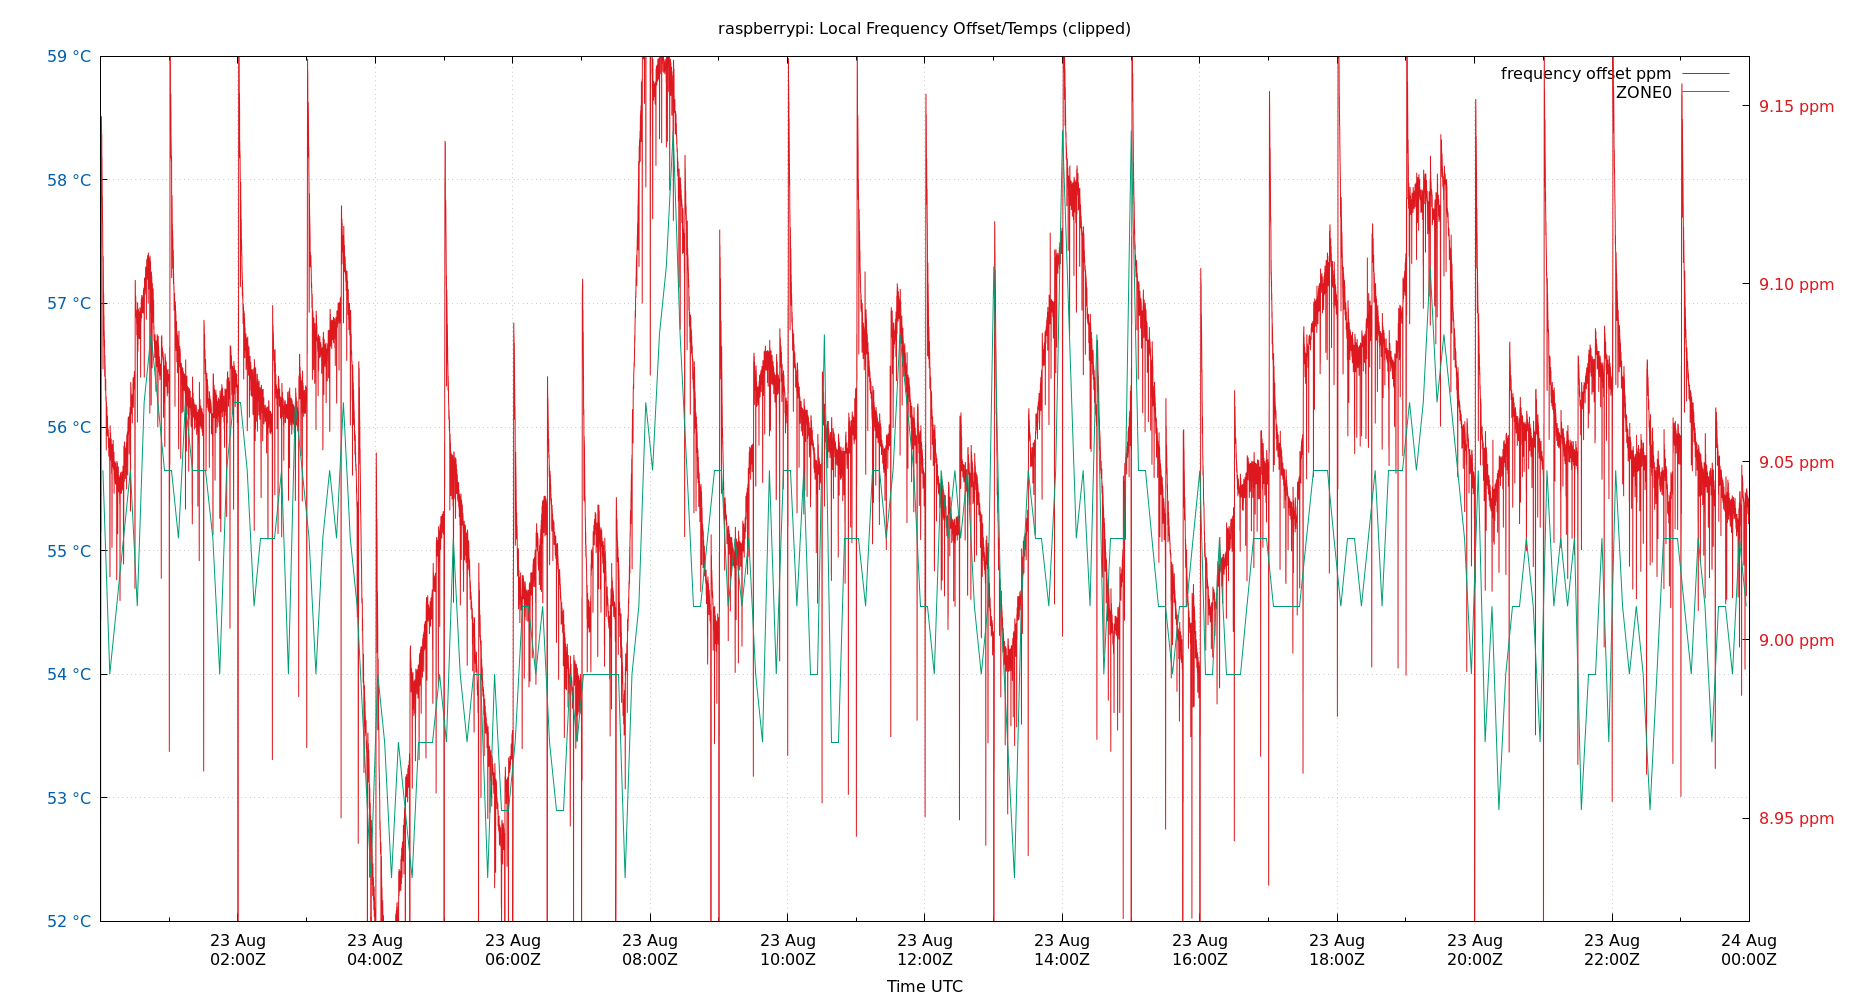 raspberrypi: Local Frequency Offset/Temps (clipped)
59 °C
58 °C
57 °C
56 °C
55 °C
54 °C
53 °C
52 °C
frequency offset ppm
ZONE0
9.15 ppm
9.10 ppm
9.05 ppm
9.00 ppm
8.95 ppm
23 Aug 23 Aug 23 Aug 23 Aug 23 Aug 23 Aug 23 Aug 23 Aug 23 Aug 23 Aug 23 Aug 24 Aug
02:00Z 04:00Z 06:00Z 08:00Z 10:00Z 12:00Z 14:00Z 16:00Z 18:00Z 20:00Z 22:00Z 00:00Z
Time UTC